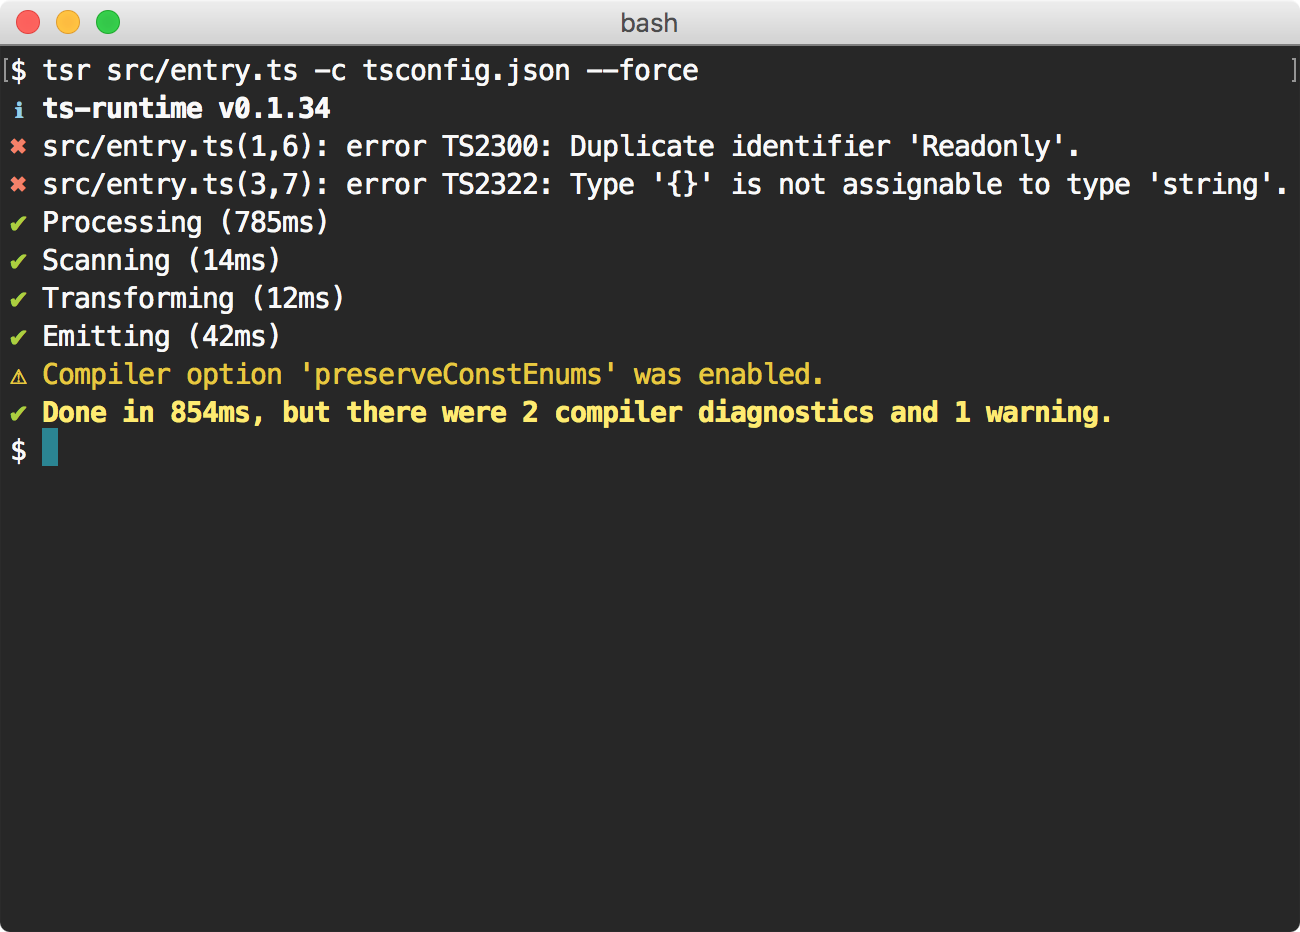 bash
[$ tsr src/entry.ts -c tsconfig.json --force ]
ℹ ts-runtime v0.1.34
✖ src/entry.ts(1,6): error TS2300: Duplicate identifier 'Readonly'.
✖ src/entry.ts(3,7): error TS2322: Type '{}' is not assignable to type 'string'.
✔ Processing (785ms)
✔ Scanning (14ms)
✔ Transforming (12ms)
✔ Emitting (42ms)
⚠ Compiler option 'preserveConstEnums' was enabled.
✔ Done in 854ms, but there were 2 compiler diagnostics and 1 warning.
$